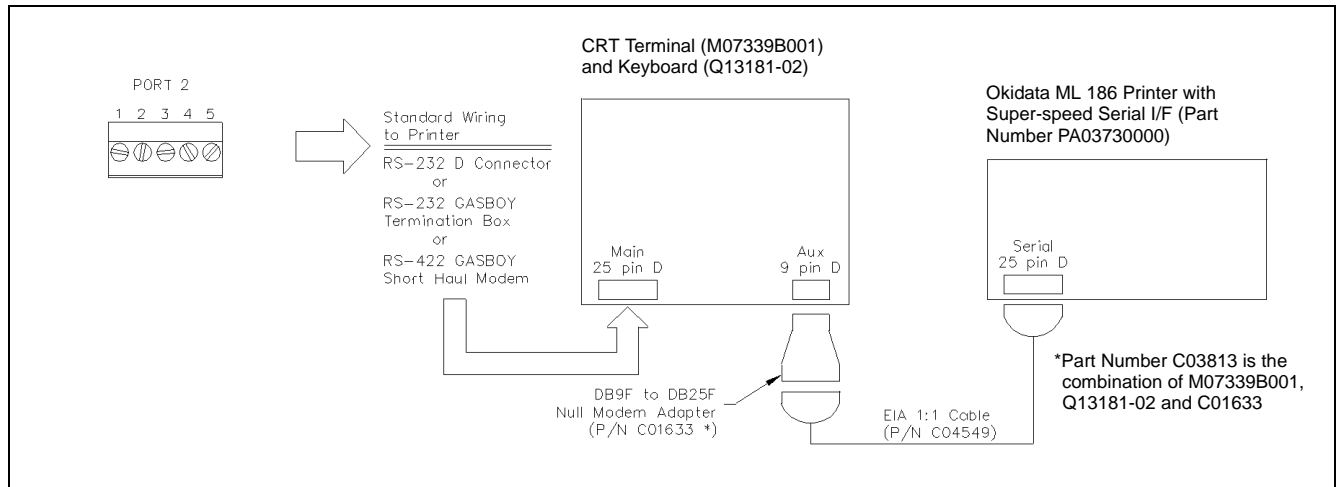 PORT 2
1 2 3 4 5
Standard Wiring
to Printer
RS-232 D Connector
or
RS-232 GASBOY
Termination Box
or
RS-422 GASBOY
Short Haul Modem
CRT Terminal (M07339B001)
and Keyboard (Q13181-02)
Main
25 pin D
Aux
9 pin D
DB9F to DB25F
Null Modem Adapter
(P/N C01633 *)
EIA 1:1 Cable
(P/N C04549)
Okidata ML 186 Printer with
Super-speed Serial I/F (Part
Number PA03730000)
Serial
25 pin D
*Part Number C03813 is the
combination of M07339B001,
Q13181-02 and C01633